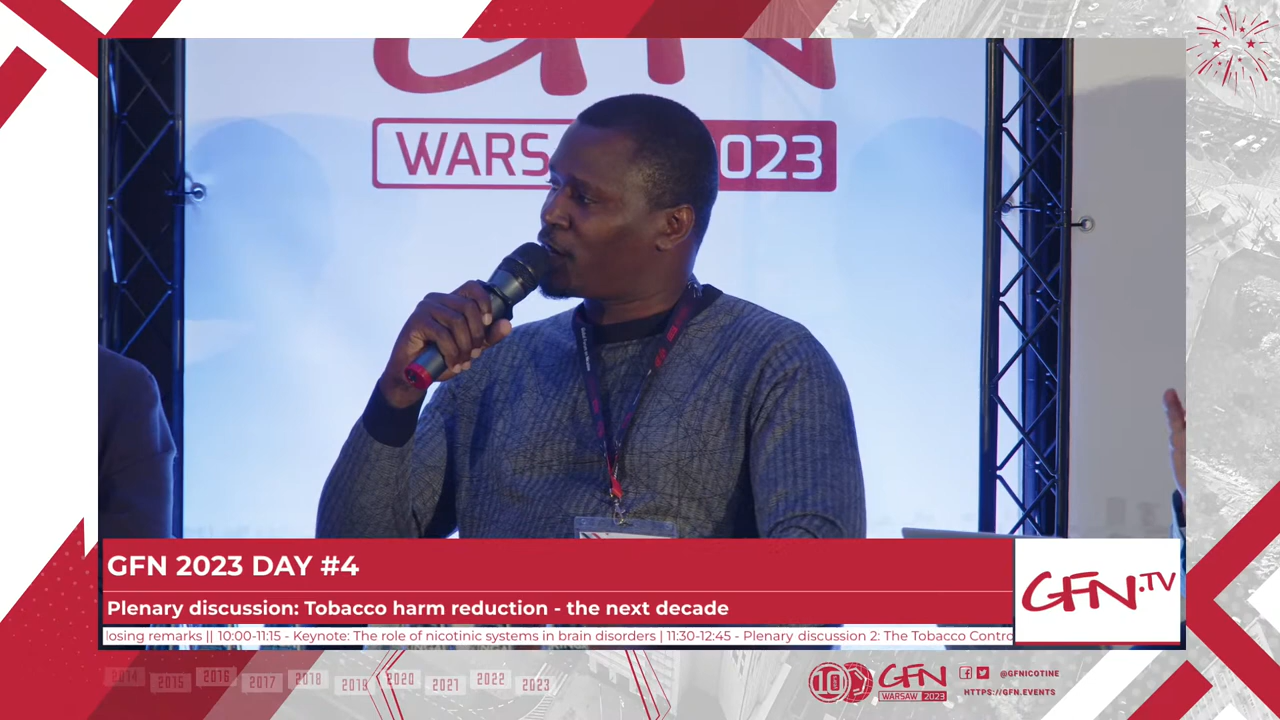 GFN
WARS 023
GFN 2023 DAY #4
Plenary discussion: Tobacco harm reduction - the next decade
GFN.TV
losing remarks || 10:00-11:15 - Keynote: The role of nicotinic systems in brain disorders | 11:30-12:45 - Plenary discussion 2: The Tobacco Contro
2014 2015 2016 2017 2018 2019 2020 2021 2022 2023
10 GFN
WARSAW 2023
@GFNICOTINE
HTTPS://GFN.EVENTS